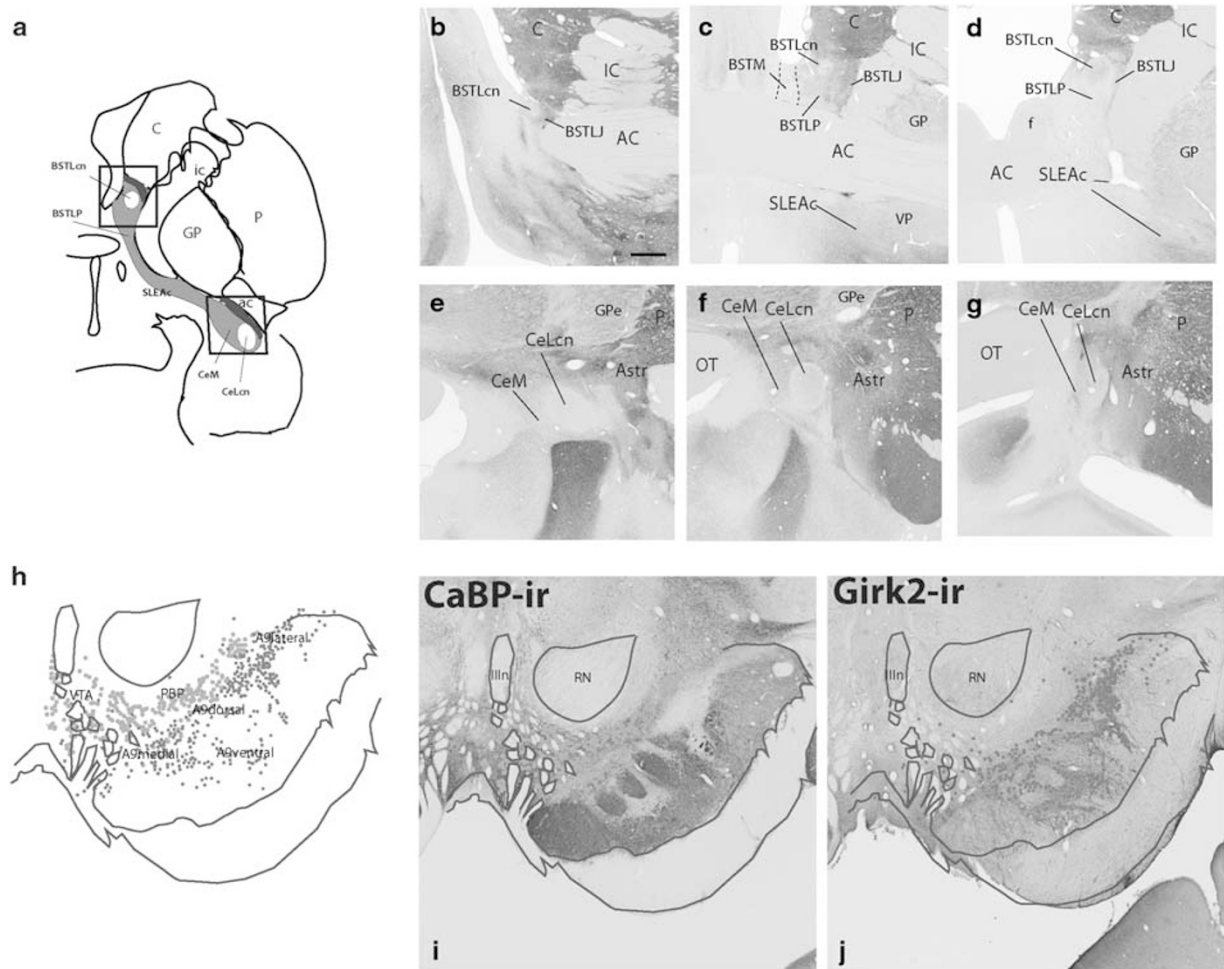 a
C
BSTLcn
ic
BSTLP
P
GP
SLEAc
ac
CeM
CeLcn
b
C
IC
BSTLcn
BSTLJ
AC
c
C
BSTLcn
IC
BSTM
BSTLJ
BSTLP
GP
AC
SLEAc
VP
d
C
BSTLcn
IC
BSTLJ
BSTLP
f
GP
AC
SLEAc
e
GPe
P
CeLcn
Astr
CeM
f
GPe
CeM
CeLcn
P
OT
Astr
g
CeM
CeLcn
P
OT
Astr
h
A9lateral
VTA
PBP
A9dorsal
A9medial
A9ventral
CaBP-ir
IIIn
RN
i
Girk2-ir
IIIn
RN
j